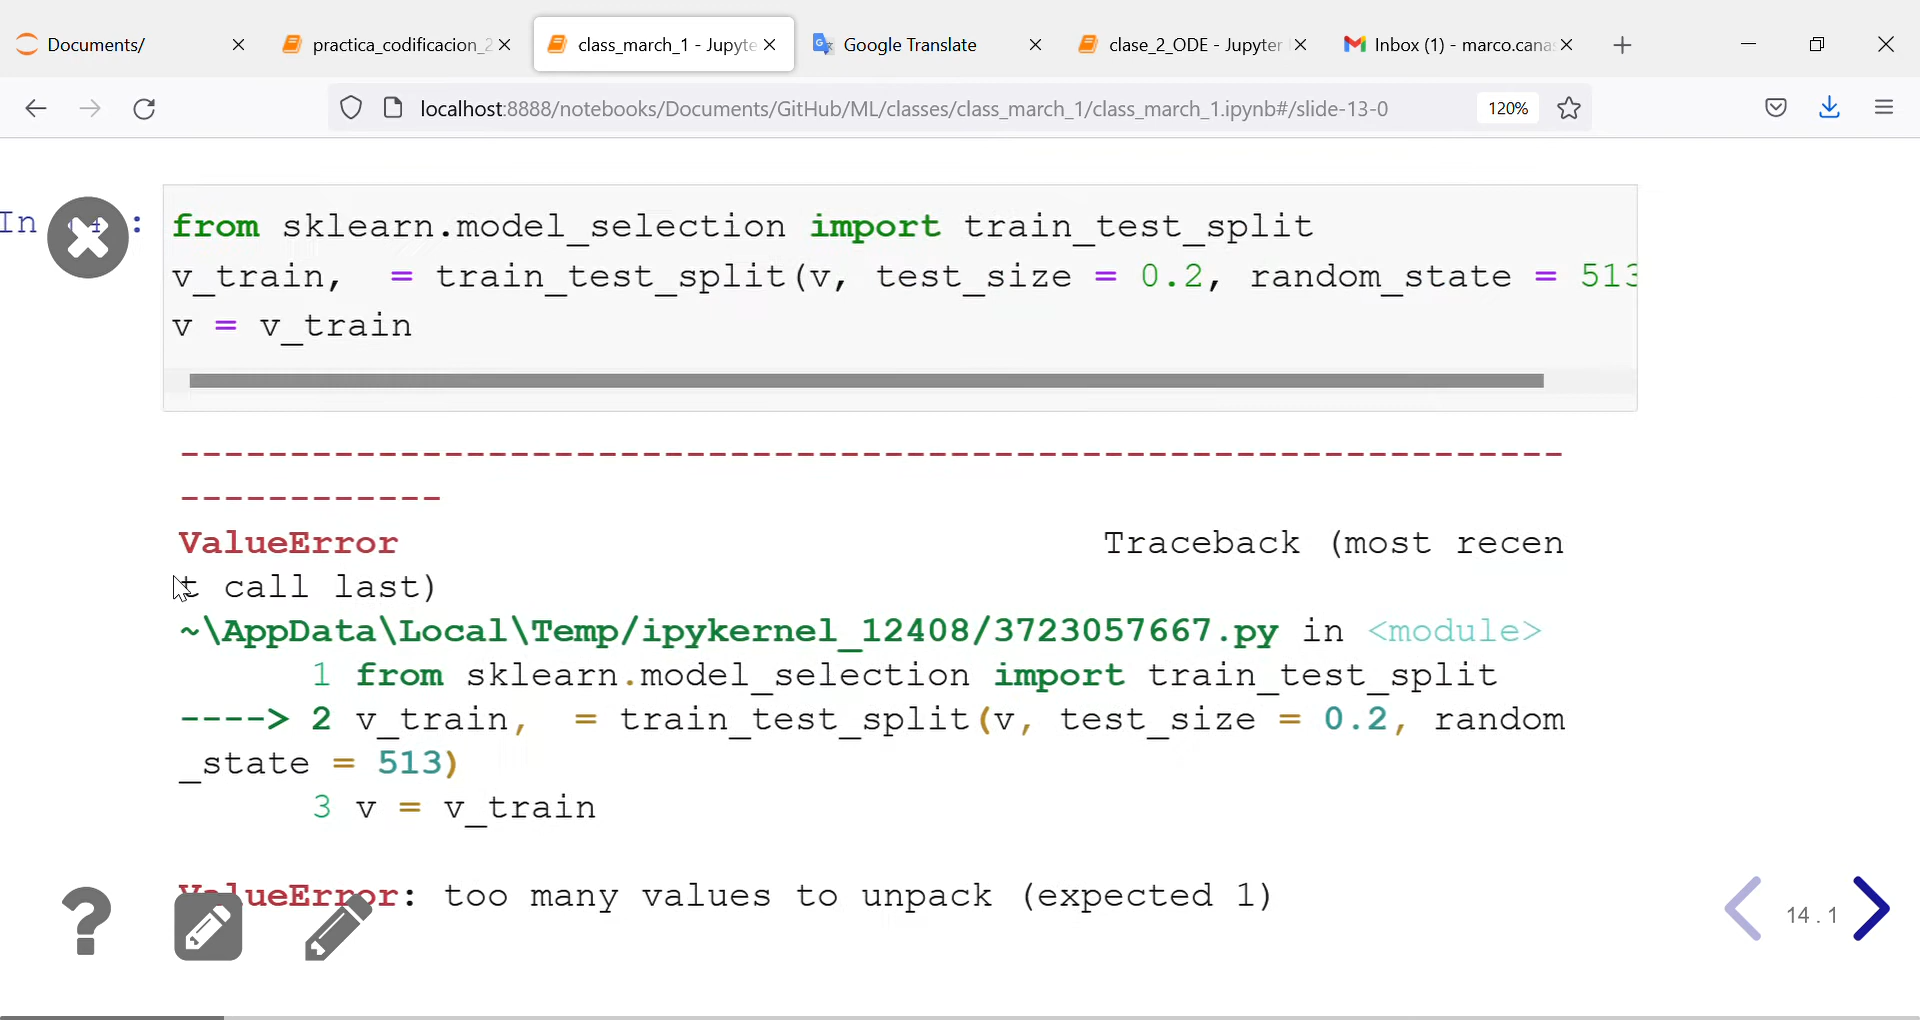 Documents/
practica_codificacion_2
class_march_1 - Jupyte
Google Translate
clase_2_ODE - Jupyter
Inbox (1) - marco.cana
localhost:8888/notebooks/Documents/GitHub/ML/classes/class_march_1/class_march_1.ipynb#/slide-13-0
120%
In :
from sklearn.model_selection import train_test_split
v_train,  = train_test_split(v, test_size = 0.2, random_state = 513
v = v_train
---------------------------------------------------------------
------------
ValueError Traceback (most recen
t call last)
~\AppData\Local\Temp/ipykernel_12408/3723057667.py in <module>
1 from sklearn.model_selection import train_test_split
----> 2 v_train,  = train_test_split(v, test_size = 0.2, random
_state = 513)
3 v = v_train
ValueError: too many values to unpack (expected 1)
14.1